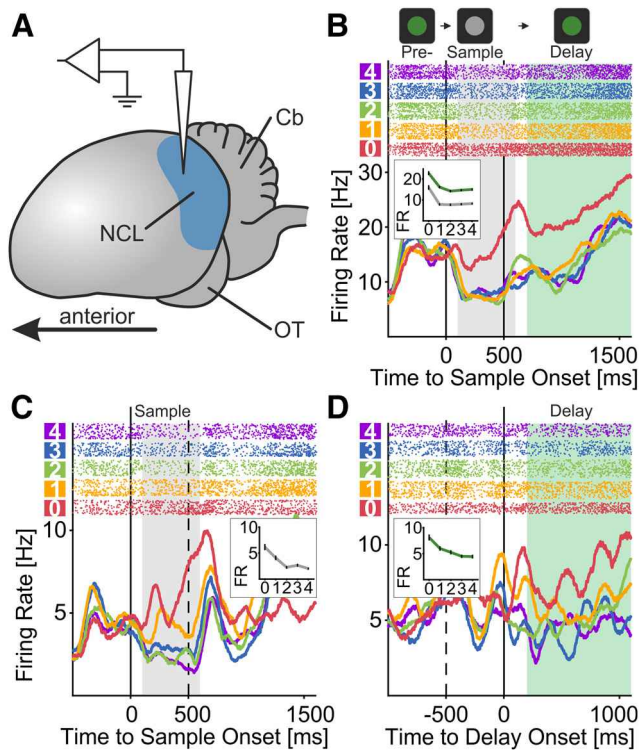 A
Cb
NCL
anterior
OT
B
Pre- Sample Delay
4
3
2
1
0
30
20
10
Firing Rate [Hz]
20
10
FR
0 1 2 3 4
0 500 1500
Time to Sample Onset [ms]
C
Sample
4
3
2
1
0
10
5
Firing Rate [Hz]
10
5
0
FR
0 1 2 3 4
0 500 1500
Time to Sample Onset [ms]
D
Delay
4
3
2
1
0
10
5
10
5
0
FR
0 1 2 3 4
-500 0 1000
Time to Delay Onset [ms]